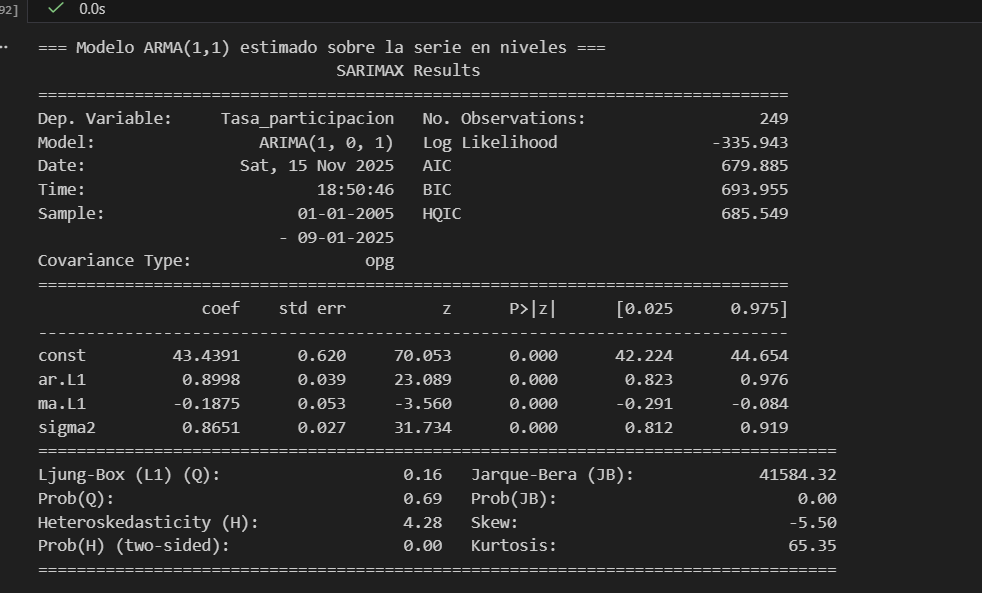 92] ✓ 0.0s
=== Modelo ARMA(1,1) estimado sobre la serie en niveles ===
SARIMAX Results
==============================================================================
Dep. Variable: Tasa_participacion No. Observations: 249
Model: ARIMA(1, 0, 1) Log Likelihood -335.943
Date: Sat, 15 Nov 2025 AIC 679.885
Time: 18:50:46 BIC 693.955
Sample: 01-01-2005 HQIC 685.549
- 09-01-2025
Covariance Type: opg
==============================================================================
coef std err z P>|z| [0.025 0.975]
------------------------------------------------------------------------------
const 43.4391 0.620 70.053 0.000 42.224 44.654
ar.L1 0.8998 0.039 23.089 0.000 0.823 0.976
ma.L1 -0.1875 0.053 -3.560 0.000 -0.291 -0.084
sigma2 0.8651 0.027 31.734 0.000 0.812 0.919
===================================================================================
Ljung-Box (L1) (Q): 0.16 Jarque-Bera (JB): 41584.32
Prob(Q): 0.69 Prob(JB): 0.00
Heteroskedasticity (H): 4.28 Skew: -5.50
Prob(H) (two-sided): 0.00 Kurtosis: 65.35
===================================================================================